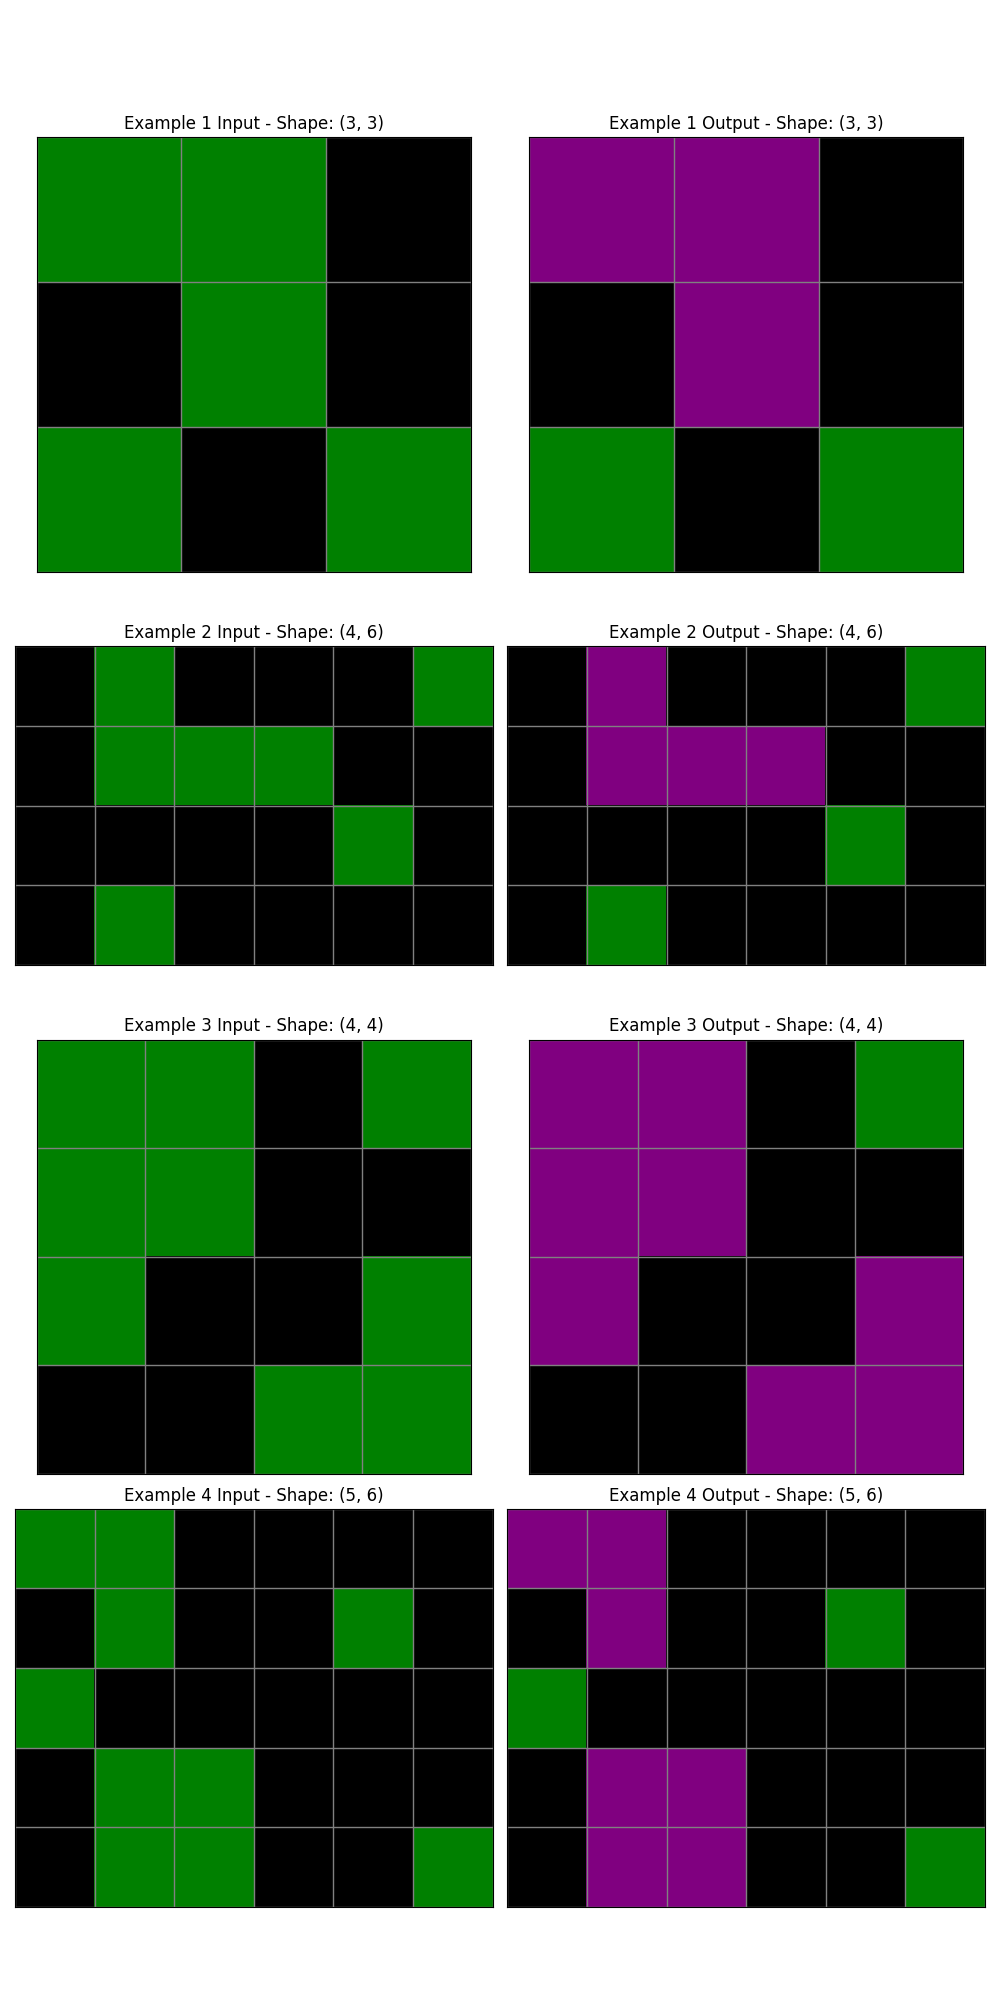 Example 1 Input - Shape: (3, 3)
Example 1 Output - Shape: (3, 3)
Example 2 Input - Shape: (4, 6)
Example 2 Output - Shape: (4, 6)
Example 3 Input - Shape: (4, 4)
Example 3 Output - Shape: (4, 4)
Example 4 Input - Shape: (5, 6)
Example 4 Output - Shape: (5, 6)